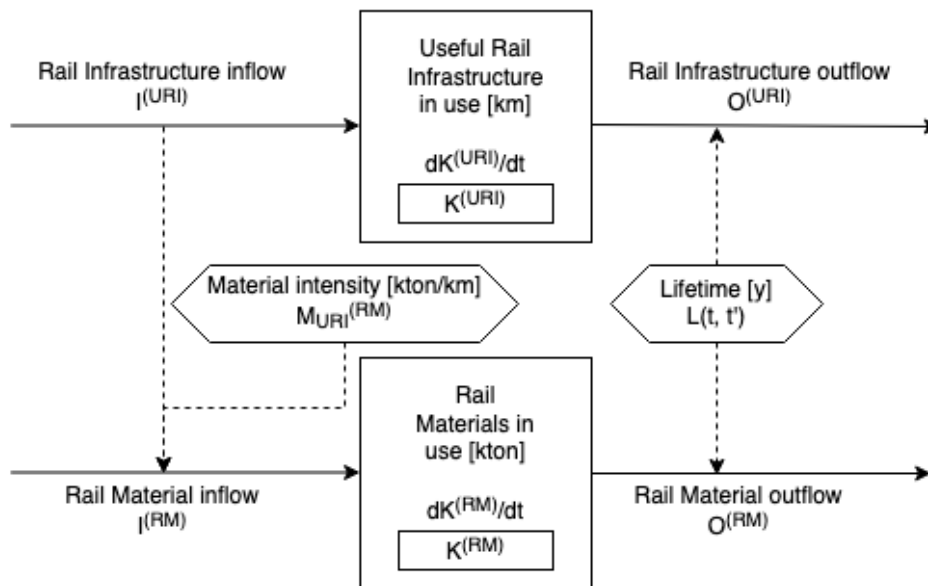 Rail Infrastructure inflow
I(URI)
Useful Rail
Infrastructure
in use [km]
dK(URI)/dt
K(URI)
Rail Infrastructure outflow
O(URI)
Material intensity [kton/km]
MURI(RM)
Lifetime [y]
L(t, t')
Rail Material inflow
I(RM)
Rail
Materials in
use [kton]
dK(RM)/dt
K(RM)
Rail Material outflow
O(RM)